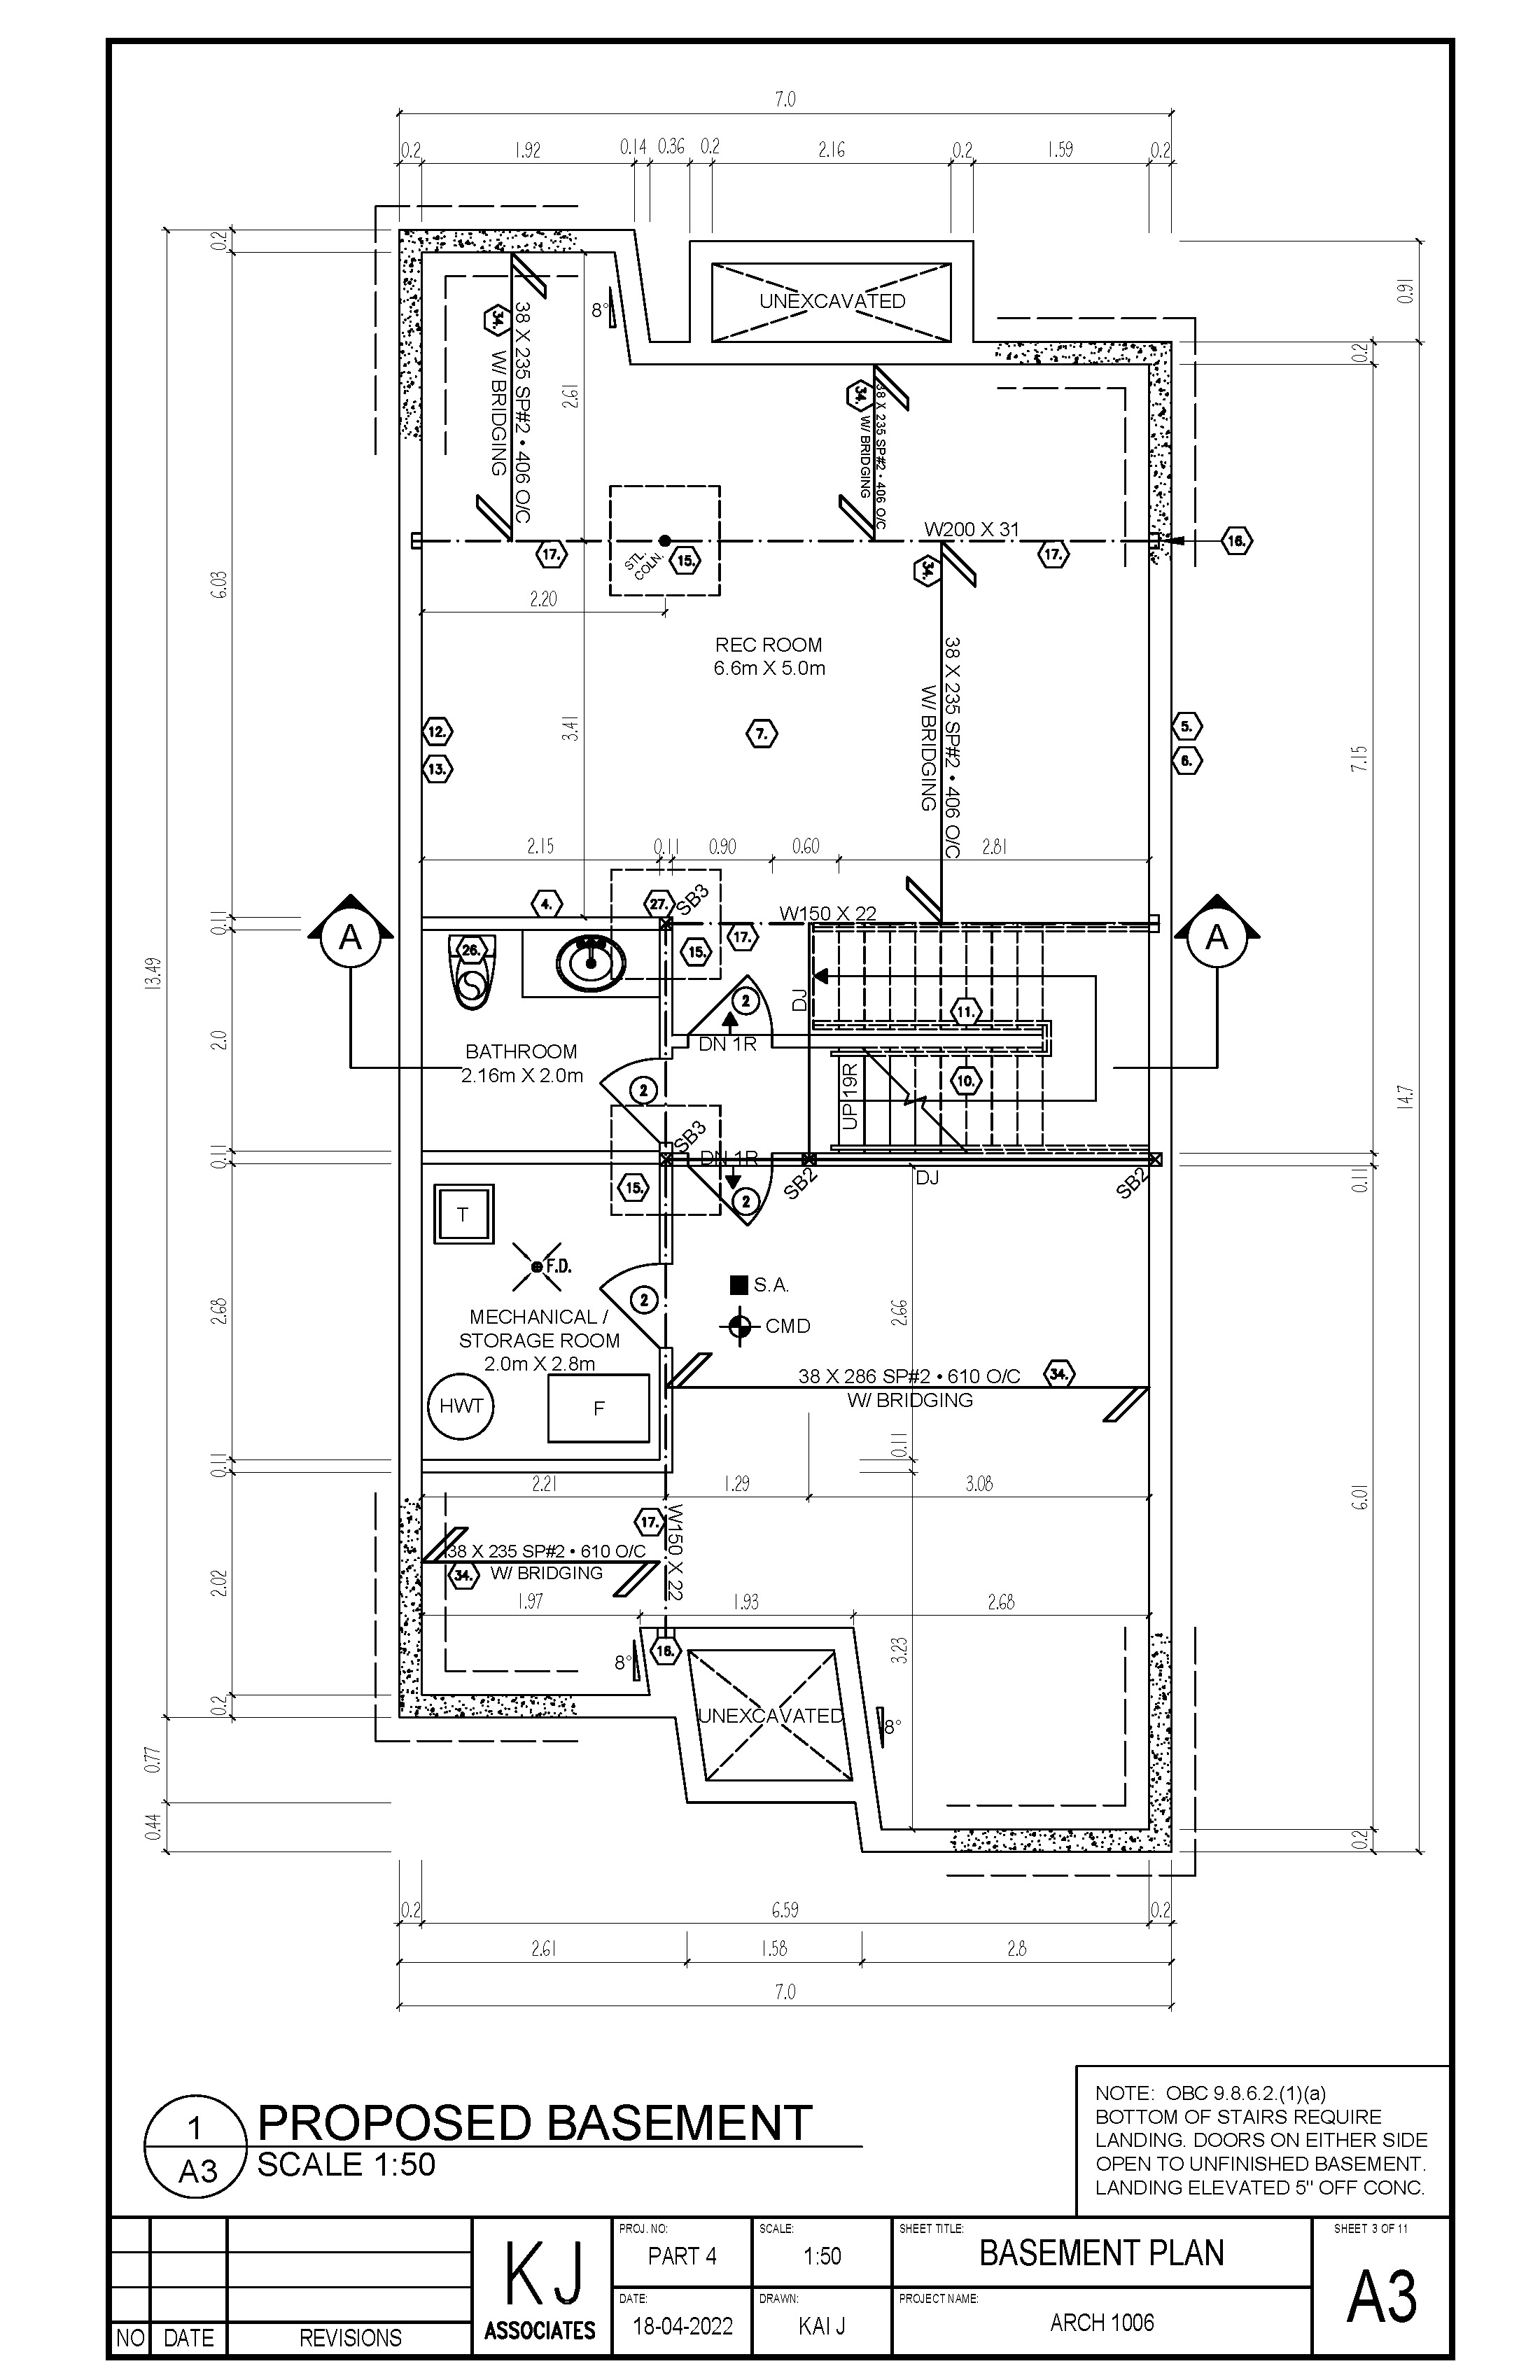 7.0
0.2
1.92
0.14
0.36
0.2
2.16
0.2
1.59
0.2
0.2
0.91
UNEXCAVATED
8°
34.
38 X 235 SP#2 • 406 O/C
W/ BRIDGING
0.2
2.61
34.
38 X 235 SP#2 • 406 O/C
W/ BRIDGING
W200 X 31
17.
STL.
COLN.
15.
17.
16.
34.
6.03
2.20
REC ROOM
6.6m X 5.0m
38 X 235 SP#2 • 406 O/C
W/ BRIDGING
12.
13.
3.41
7.
5.
6.
7.15
2.15
0.11
0.90
0.60
2.81
4.
27.
SB3
W150 X 22
0.11
A
26.
15.
17.
A
13.49
2
DJ
11.
2.0
BATHROOM
2.16m X 2.0m
DN 1R
2
UP 19R
10.
14.7
0.11
SB3
DN 1R
15.
2
SB2
DJ
SB2
0.11
T
F.D.
S.A.
2.68
2
MECHANICAL /
STORAGE ROOM
2.0m X 2.8m
CMD
2.66
38 X 286 SP#2 • 610 O/C
34.
W/ BRIDGING
HWT
F
0.11
0.11
2.21
1.29
3.08
6.01
17.
W150 X 22
38 X 235 SP#2 • 610 O/C
34.
W/ BRIDGING
2.02
1.97
1.93
2.68
16.
8°
3.23
0.2
UNEXCAVATED
8°
0.77
0.44
0.2
0.2
6.59
0.2
2.61
1.58
2.8
7.0
NOTE: OBC 9.8.6.2.(1)(a)
BOTTOM OF STAIRS REQUIRE
LANDING. DOORS ON EITHER SIDE
OPEN TO UNFINISHED BASEMENT.
LANDING ELEVATED 5" OFF CONC.
1
A3
PROPOSED BASEMENT
SCALE 1:50
NO
DATE
REVISIONS
KJ
ASSOCIATES
PROJ. NO:
PART 4
SCALE:
1:50
SHEET TITLE:
BASEMENT PLAN
DATE:
18-04-2022
DRAWN:
KAI J
PROJECT NAME:
ARCH 1006
SHEET 3 OF 11
A3